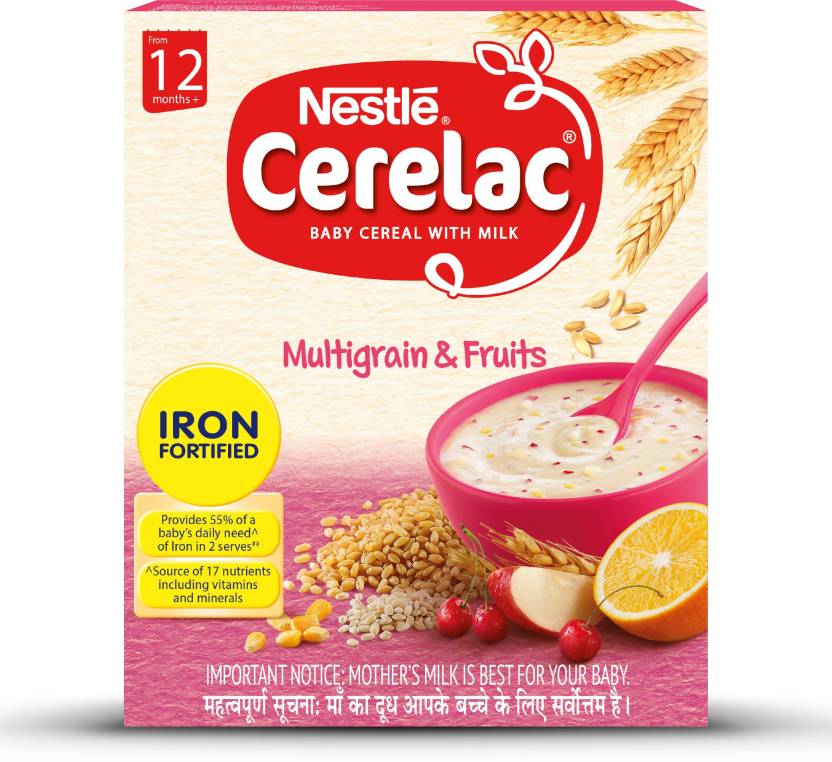 From
12
months +
Nestlé®
Cerelac®
BABY CEREAL WITH MILK
Multigrain & Fruits
IRON
FORTIFIED
Provides 55% of a
baby's daily need^
of Iron in 2 serves##
^Source of 17 nutrients
including vitamins
and minerals
IMPORTANT NOTICE: MOTHER'S MILK IS BEST FOR YOUR BABY.
महत्वपूर्ण सूचना: माँ का दूध आपके बच्चे के लिए सर्वोत्तम है।